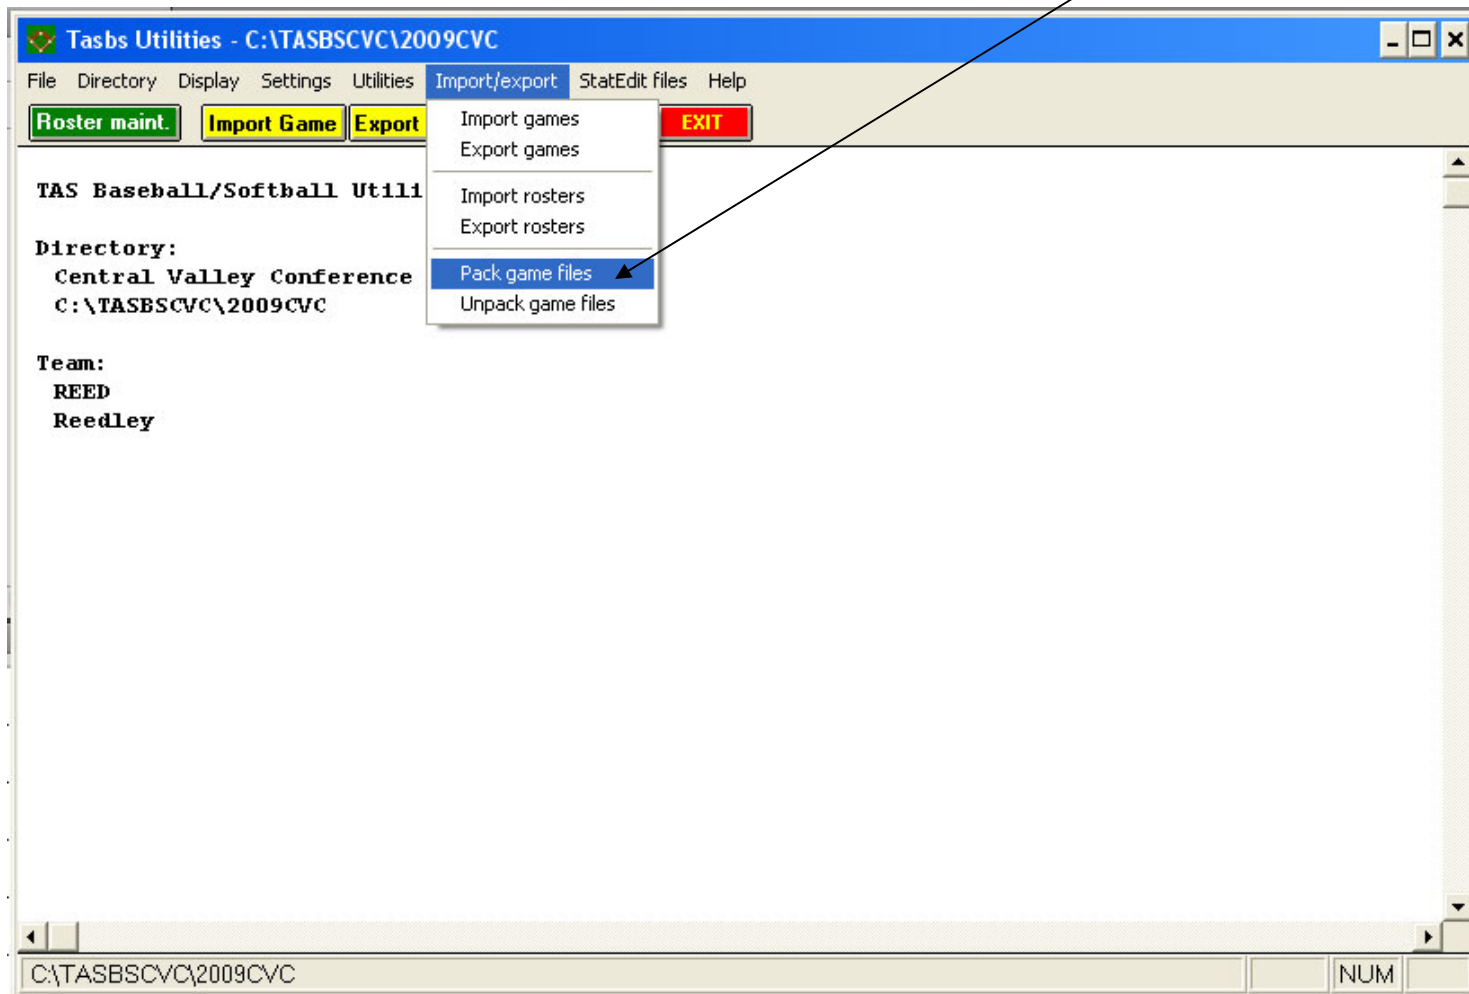 Tasbs Utilities - C:\TASBSCVC\2009CVC
File Directory Display Settings Utilities Import/export StatEdit files Help
Roster maint. Import Game Export EXIT
Import games
Export games
Import rosters
Export rosters
Pack game files
Unpack game files
TAS Baseball/Softball Utili
Directory:
Central Valley Conference
C:\TASBSCVC\2009CVC
Team:
REED
Reedley
C:\TASBSCVC\2009CVC NUM